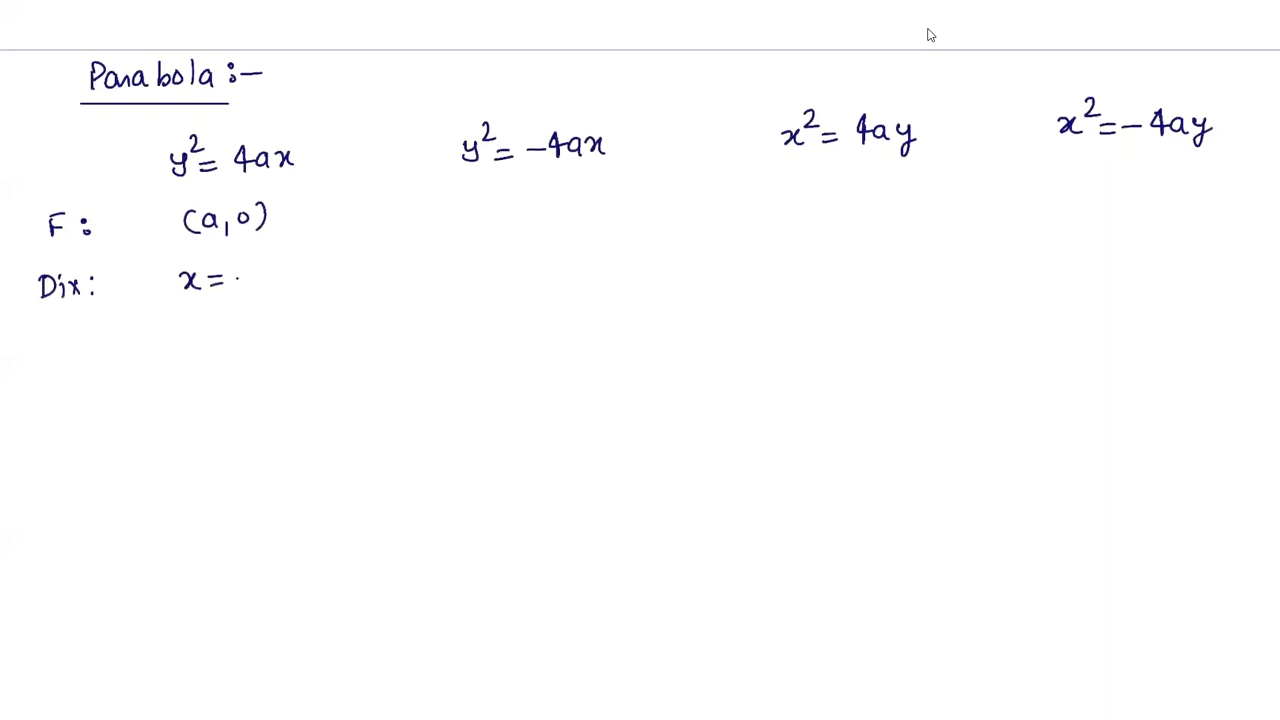 Parabola :-
y² = 4ax y² = -4ax x² = 4ay x² = -4ay
F : (a, 0)
Dix : x =